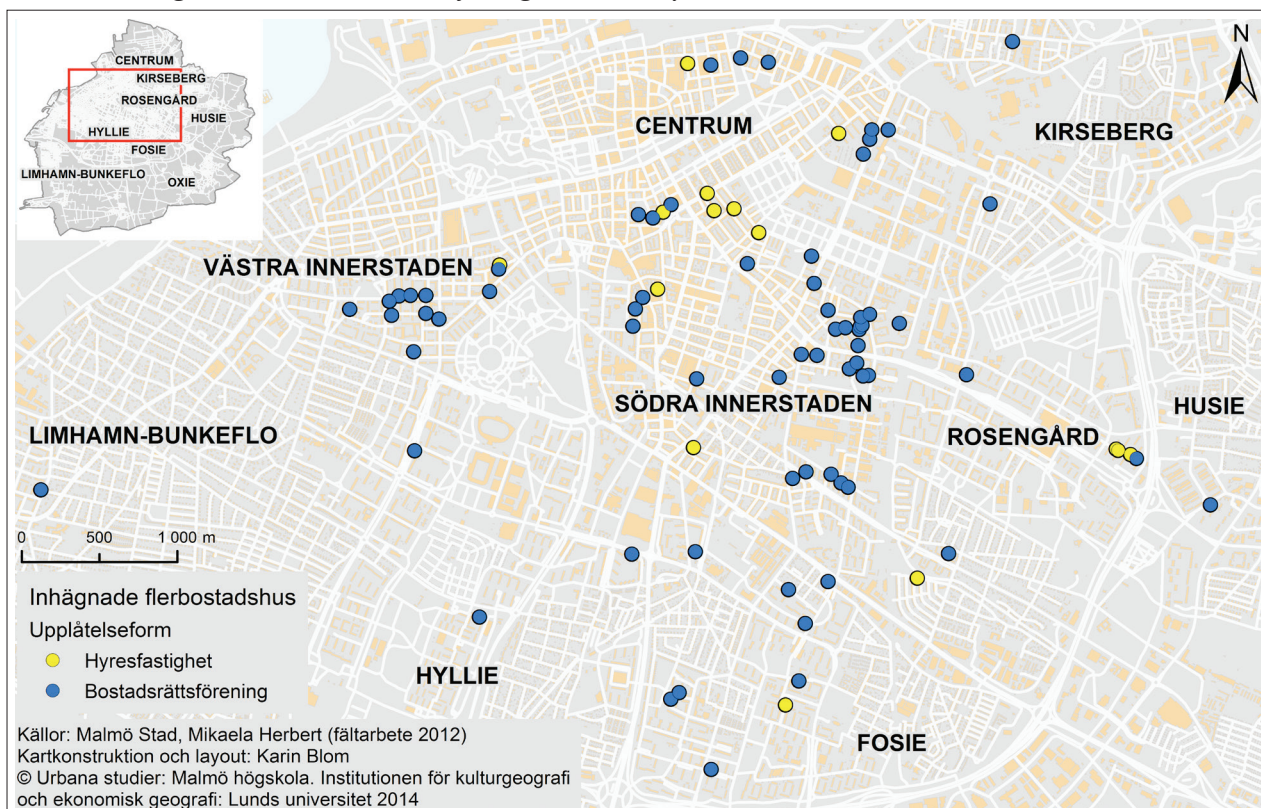 CENTRUM
KIRSEBERG
ROSENGÅRD
HUSIE
HYLLIE
FOSIE
LIMHAMN-BUNKEFLO
OXIE
N
CENTRUM
KIRSEBERG
VÄSTRA INNERSTADEN
SÖDRA INNERSTADEN
HUSIE
LIMHAMN-BUNKEFLO
ROSENGÅRD
0 500 1 000 m
Inhägnade flerbostadshus
Upplåtelseform
Hyresfastighet
Bostadsrättsförening
HYLLIE
FOSIE
Källor: Malmö Stad, Mikaela Herbert (fältarbete 2012)
Kartkonstruktion och layout: Karin Blom
© Urbana studier: Malmö högskola. Institutionen för kulturgeografi
och ekonomisk geografi: Lunds universitet 2014